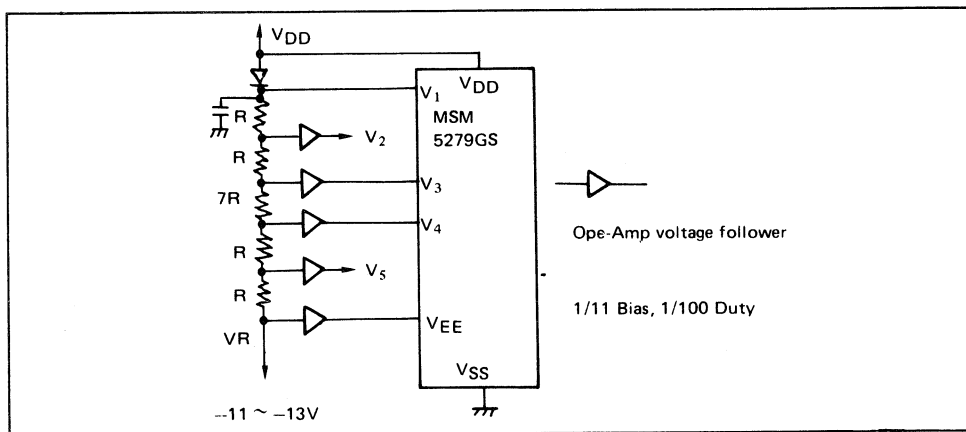 VDD
VDD
V1
MSM
5279GS
R
V2
R
V3
7R
V4
Ope-Amp voltage follower
R
V5
1/11 Bias, 1/100 Duty
R
VEE
VR
VSS
--11 ~ −13V